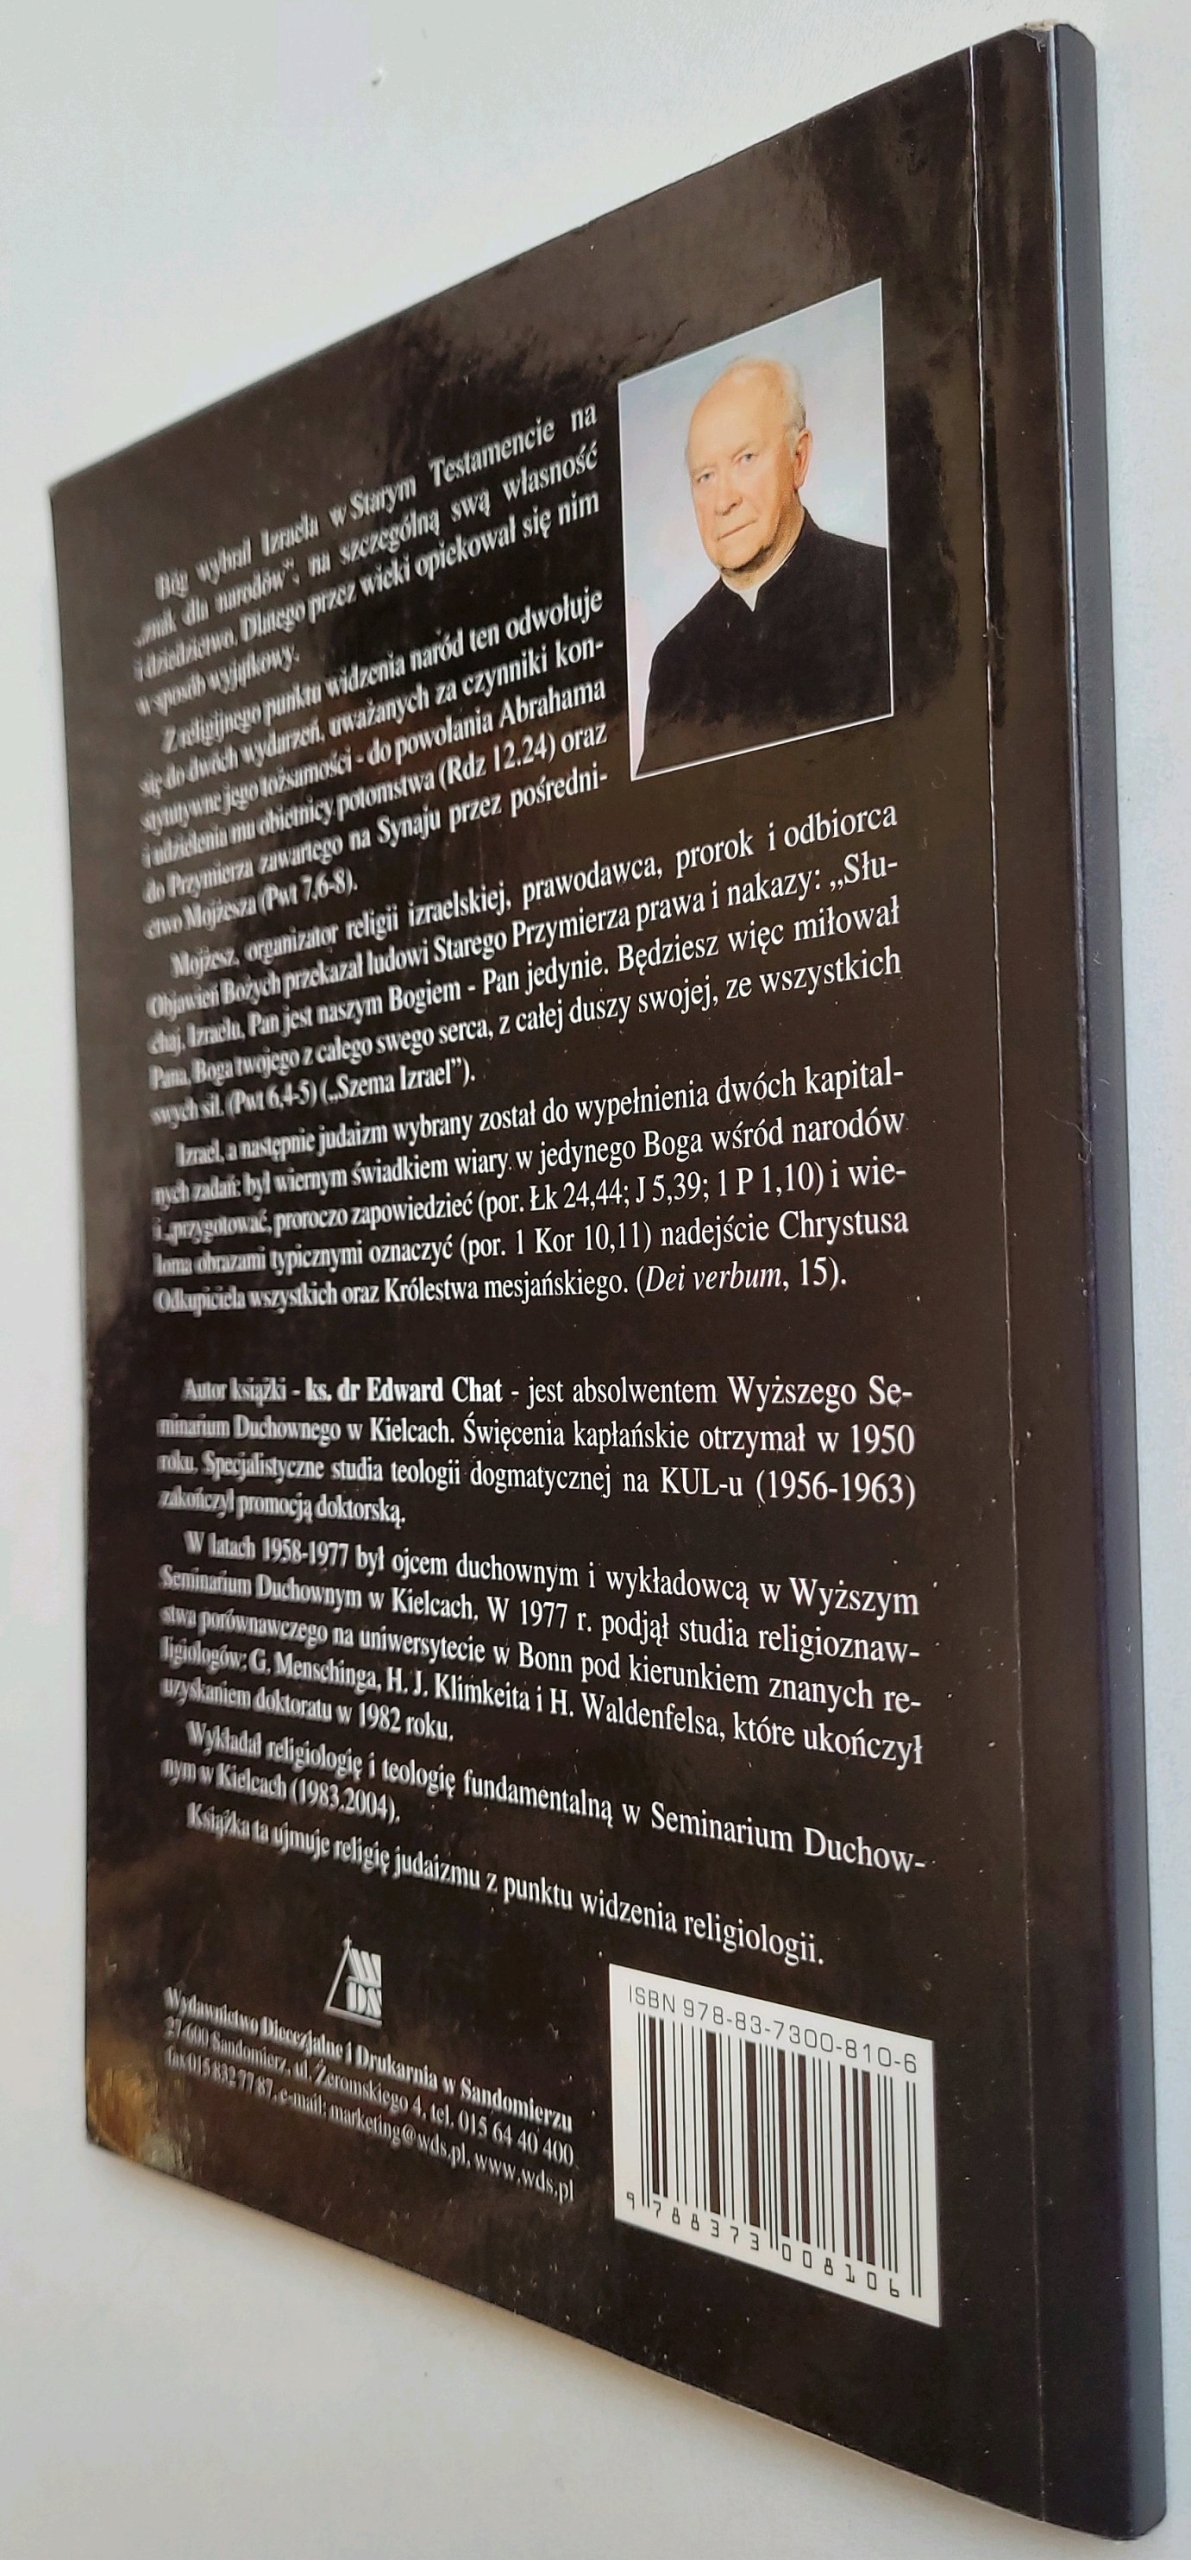 Bóg wybrał Izraela w Starym Testamencie na
„znak dla narodów”, na szczególną swą własność
i dziedzictwo. Dlatego przez wieki opiekował się nim
w sposób wyjątkowy.
Z religijnego punktu widzenia naród ten odwołuje
się do dwóch wydarzeń, uważanych za czynniki kon-
stytutywne jego tożsamości - do powołania Abrahama
i udzielenia mu obietnicy potomstwa (Rdz 12.24) oraz
do Przymierza zawartego na Synaju przez pośredni-
ctwo Mojżesza (Pwt 7,6-8).
Mojżesz, organizator religii izraelskiej, prawodawca, prorok i odbiorca
Objawień Bożych przekazał ludowi Starego Przymierza prawa i nakazy: „Słu-
chaj, Izraelu, Pan jest naszym Bogiem - Pan jedynie. Będziesz więc miłował
Pana, Boga twojego z całego swego serca, z całej duszy swojej, ze wszystkich
swych sił. (Pwt 6,4-5) („Szema Izrael”).
Izrael, a następnie judaizm wybrany został do wypełnienia dwóch kapital-
nych zadań: był wiernym świadkiem wiary w jedynego Boga wśród narodów
i „przygotować, proroczo zapowiedzieć (por. Łk 24,44; J 5,39; 1 P 1,10) i wie-
loma obrazami typicznymi oznaczyć (por. 1 Kor 10,11) nadejście Chrystusa
Odkupiciela wszystkich oraz Królestwa mesjańskiego. (Dei verbum, 15).
Autor książki - ks. dr Edward Chat - jest absolwentem Wyższego Se-
minarium Duchownego w Kielcach. Święcenia kapłańskie otrzymał w 1950
roku. Specjalistyczne studia teologii dogmatycznej na KUL-u (1956-1963)
zakończył promocją doktorską.
W latach 1958-1977 był ojcem duchownym i wykładowcą w Wyższym
Seminarium Duchownym w Kielcach. W 1977 r. podjął studia religioznaw-
stwa porównawczego na uniwersytecie w Bonn pod kierunkiem znanych re-
ligiologów: G. Menschinga, H. J. Klimkeita i H. Waldenfelsa, które ukończył
uzyskaniem doktoratu w 1982 roku.
Wykładał religiologię i teologię fundamentalną w Seminarium Duchow-
nym w Kielcach (1983.2004).
Książka ta ujmuje religię judaizmu z punktu widzenia religiologii.
WDS
Wydawnictwo Diecezjalne i Drukarnia w Sandomierzu
27-600 Sandomierz, ul. Żeromskiego 4, tel. 015 64 40 400
fax 015 832 77 87, e-mail: marketing@wds.pl, www.wds.pl
ISBN 978-83-7300-810-6
9 788373 008106